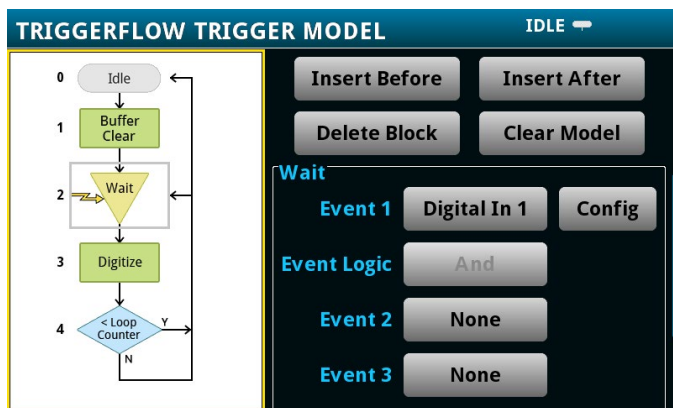 TRIGGERFLOW TRIGGER MODEL
IDLE
0
Idle
1
Buffer
Clear
2
Wait
3
Digitize
4
< Loop
Counter
Y
N
Insert Before
Insert After
Delete Block
Clear Model
Wait
Event 1
Digital In 1
Config
Event Logic
And
Event 2
None
Event 3
None